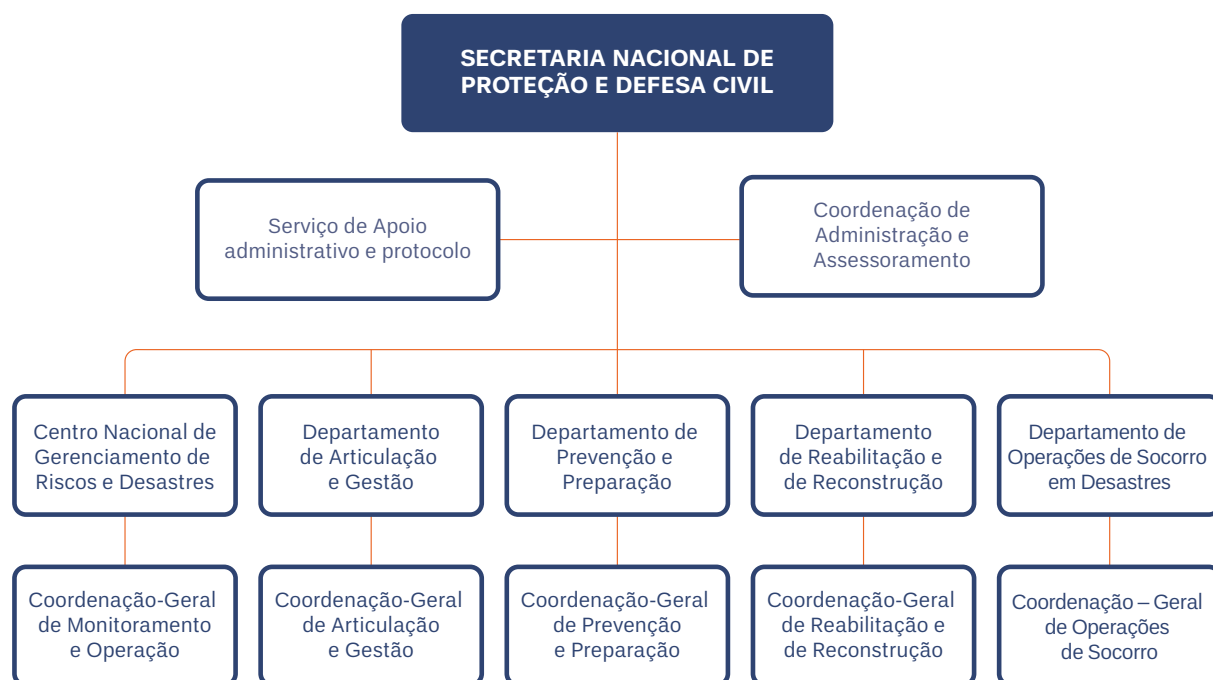 SECRETARIA NACIONAL DE
PROTEÇÃO E DEFESA CIVIL
Serviço de Apoio
administrativo e protocolo
Coordenação de
Administração e
Assessoramento
Centro Nacional de
Gerenciamento de
Riscos e Desastres
Departamento
de Articulação
e Gestão
Departamento de
Prevenção e
Preparação
Departamento
de Reabilitação e
de Reconstrução
Departamento de
Operações de Socorro
em Desastres
Coordenação-Geral
de Monitoramento
e Operação
Coordenação-Geral
de Articulação
e Gestão
Coordenação-Geral
de Prevenção
e Preparação
Coordenação-Geral
de Reabilitação e
de Reconstrução
Coordenação – Geral
de Operações
de Socorro